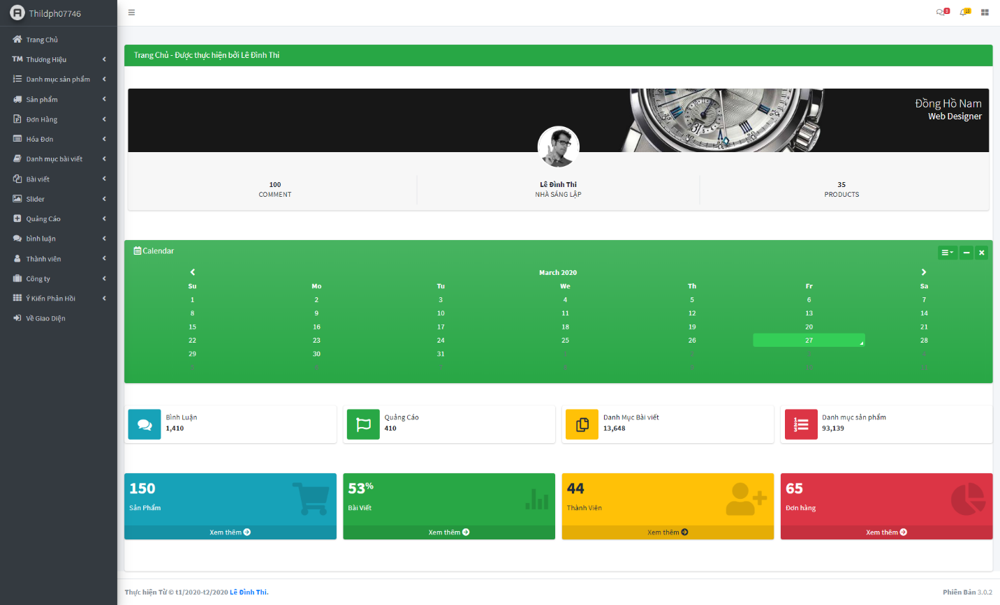 Thildph07746
3
15
Trang Chủ
Thương Hiệu
Danh mục sản phẩm
Sản phẩm
Đơn Hàng
Hóa Đơn
Danh mục bài viết
Bài viết
Slider
Quảng Cáo
bình luận
Thành viên
Công ty
Ý Kiến Phản Hồi
Về Giao Diện
Trang Chủ - Được thực hiện bởi Lê Đình Thi
Đồng Hồ Nam
Web Designer
100
COMMENT
Lê Đình Thi
NHÀ SÁNG LẬP
35
PRODUCTS
Calendar
March 2020
Su Mo Tu We Th Fr Sa
1 2 3 4 5 6 7
8 9 10 11 12 13 14
15 16 17 18 19 20 21
22 23 24 25 26 27 28
29 30 31 1 2 3 4
5 6 7 8 9 10 11
Bình Luận
1,410
Quảng Cáo
410
Danh Mục Bài viết
13,648
Danh mục sản phẩm
93,139
150
Sản Phẩm
Xem thêm
53%
Bài Viết
Xem thêm
44
Thành Viên
Xem thêm
65
Đơn hàng
Xem thêm
Thực hiện Từ © t1/2020-t2/2020 Lê Đình Thi.
Phiên Bản 3.0.2